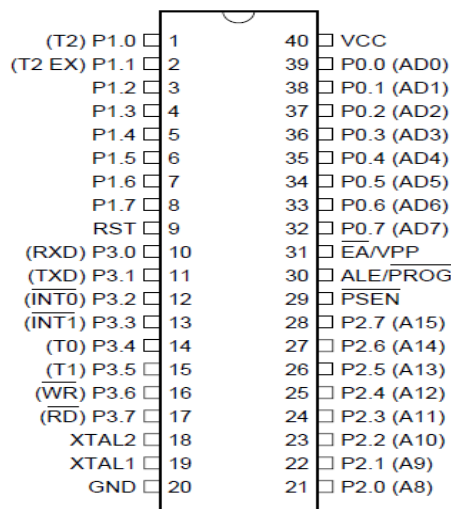 (T2) P1.0 1 40 VCC
(T2 EX) P1.1 2 39 P0.0 (AD0)
P1.2 3 38 P0.1 (AD1)
P1.3 4 37 P0.2 (AD2)
P1.4 5 36 P0.3 (AD3)
P1.5 6 35 P0.4 (AD4)
P1.6 7 34 P0.5 (AD5)
P1.7 8 33 P0.6 (AD6)
RST 9 32 P0.7 (AD7)
(RXD) P3.0 10 31 E̅A̅/VPP
(TXD) P3.1 11 30 ALE/P̅R̅O̅G̅
(I̅N̅T̅0̅) P3.2 12 29 P̅S̅E̅N̅
(I̅N̅T̅1̅) P3.3 13 28 P2.7 (A15)
(T0) P3.4 14 27 P2.6 (A14)
(T1) P3.5 15 26 P2.5 (A13)
(W̅R̅) P3.6 16 25 P2.4 (A12)
(R̅D̅) P3.7 17 24 P2.3 (A11)
XTAL2 18 23 P2.2 (A10)
XTAL1 19 22 P2.1 (A9)
GND 20 21 P2.0 (A8)